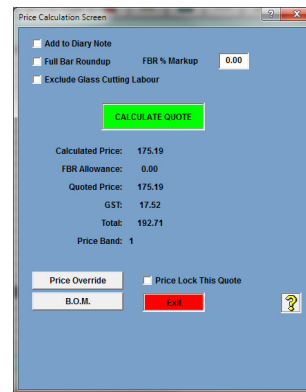 Price Calculation Screen
Add to Diary Note
Full Bar Roundup FBR % Markup 0.00
Exclude Glass Cutting Labour
CALCULATE QUOTE
Calculated Price: 175.19
FBR Allowance: 0.00
Quoted Price: 175.19
GST: 17.52
Total: 192.71
Price Band: 1
Price Override Price Lock This Quote
B.O.M. Exit